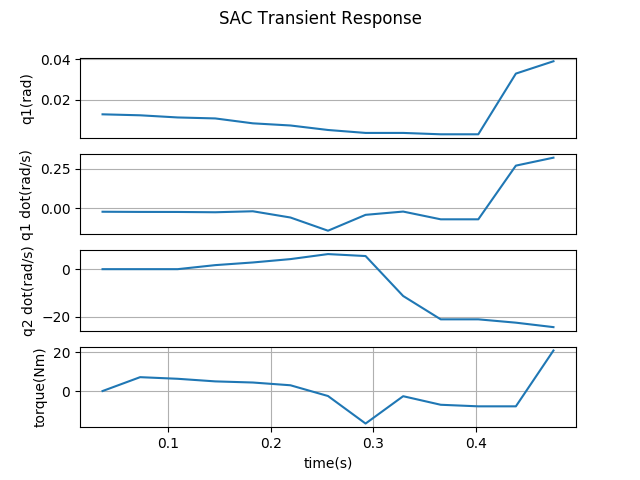 SAC Transient Response
0.04
0.02
q1(rad)
0.25
0.00
q1 dot(rad/s)
0
−20
q2 dot(rad/s)
20
0
torque(Nm)
0.1 0.2 0.3 0.4
time(s)